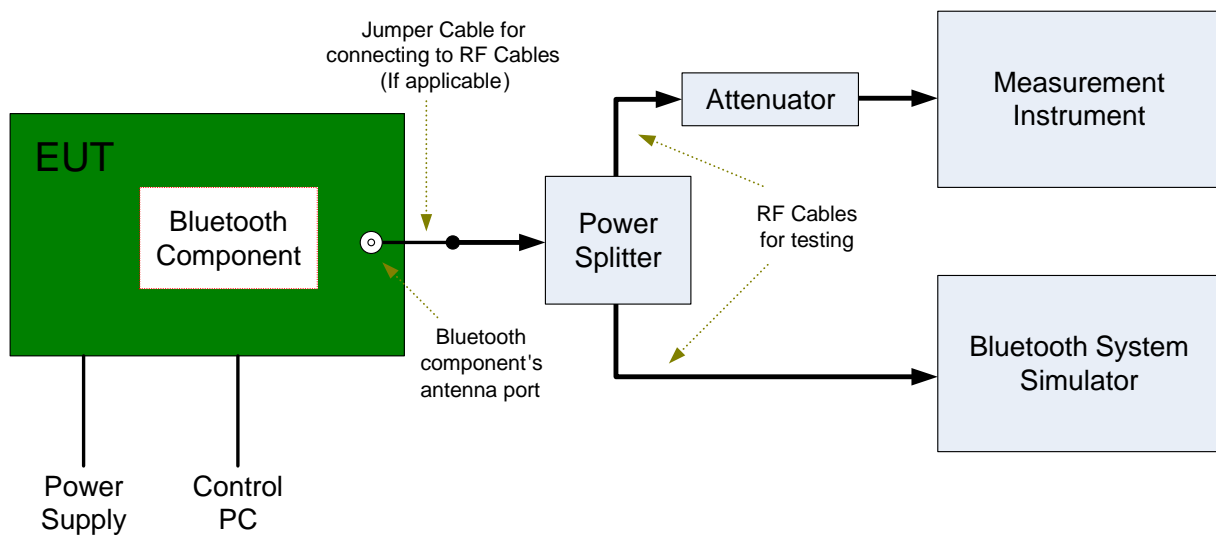 Jumper Cable for
connecting to RF Cables
(If applicable)
EUT
Bluetooth
Component
Power
Splitter
Attenuator
Measurement
Instrument
RF Cables
for testing
Bluetooth
component's
antenna port
Bluetooth System
Simulator
Power
Supply
Control
PC